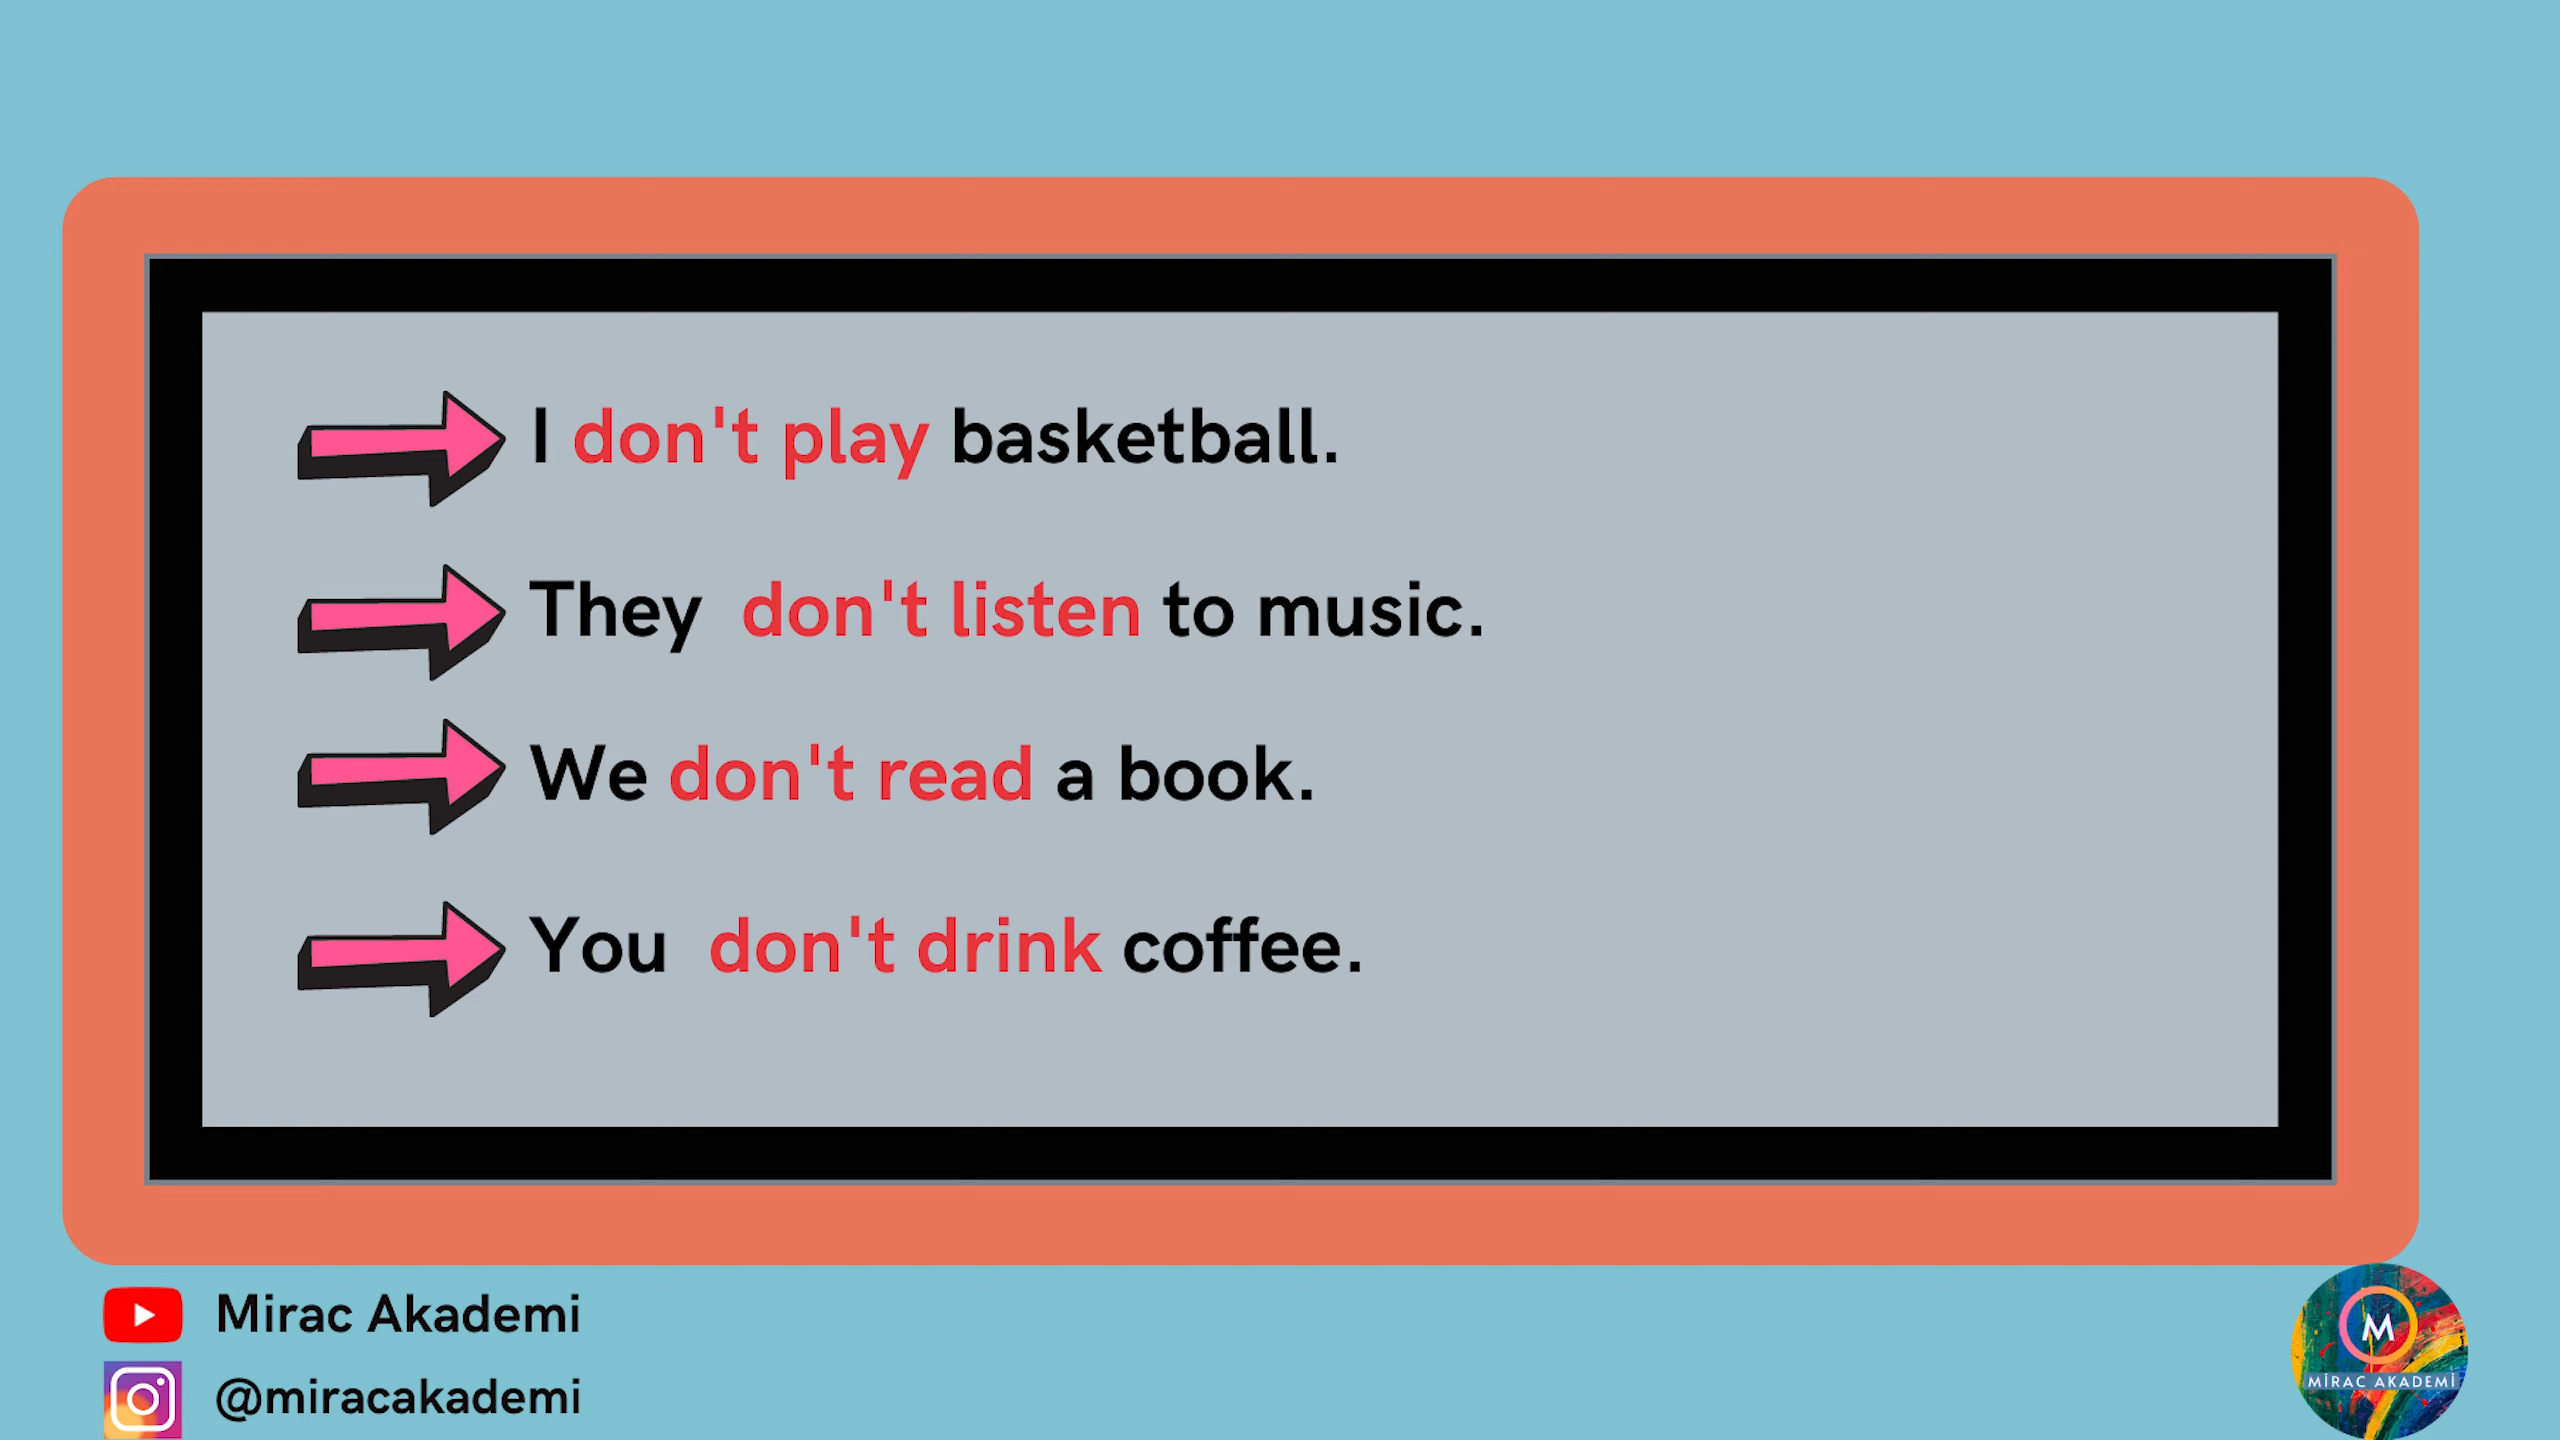 I don't play basketball.
They don't listen to music.
We don't read a book.
You don't drink coffee.
Mirac Akademi
@miracakademi
M
MİRAC AKADEMİ